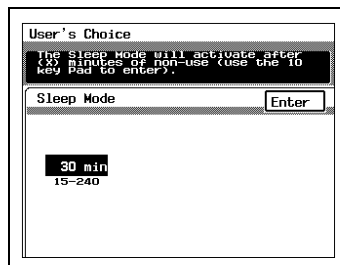 User's Choice
The Sleep Mode will activate after
(X) minutes of non-use (use the 10
key Pad to enter).
Sleep Mode
Enter
30 min
15-240